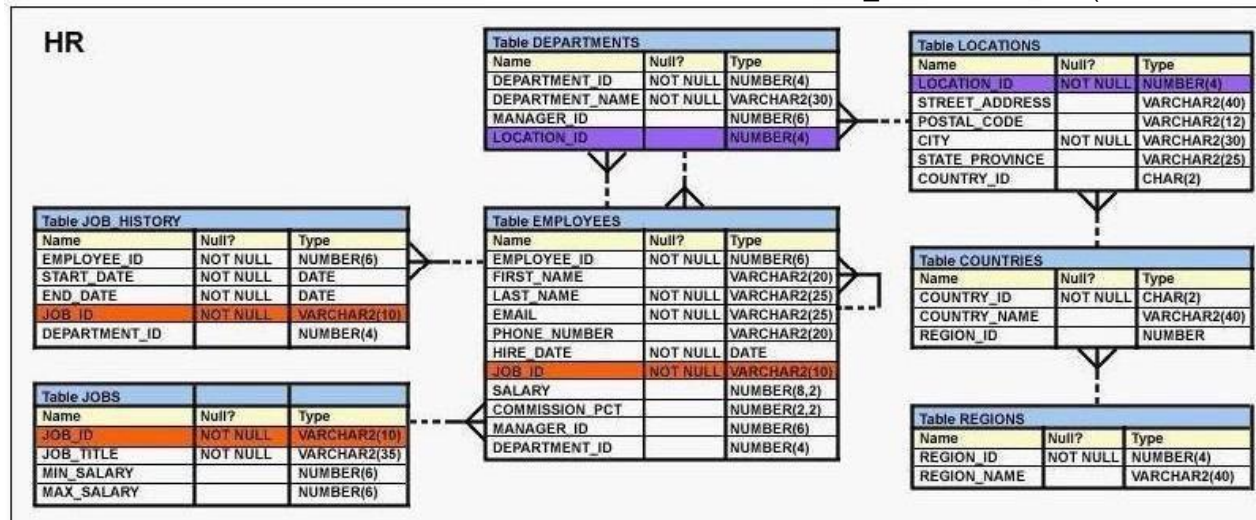 HR
Table DEPARTMENTS
Name Null? Type
DEPARTMENT_ID NOT NULL NUMBER(4)
DEPARTMENT_NAME NOT NULL VARCHAR2(30)
MANAGER_ID NUMBER(6)
LOCATION_ID NUMBER(4)
Table LOCATIONS
Name Null? Type
LOCATION_ID NOT NULL NUMBER(4)
STREET_ADDRESS VARCHAR2(40)
POSTAL_CODE VARCHAR2(12)
CITY NOT NULL VARCHAR2(30)
STATE_PROVINCE VARCHAR2(25)
COUNTRY_ID CHAR(2)
Table JOB_HISTORY
Name Null? Type
EMPLOYEE_ID NOT NULL NUMBER(6)
START_DATE NOT NULL DATE
END_DATE NOT NULL DATE
JOB_ID NOT NULL VARCHAR2(10)
DEPARTMENT_ID NUMBER(4)
Table EMPLOYEES
Name Null? Type
EMPLOYEE_ID NOT NULL NUMBER(6)
FIRST_NAME VARCHAR2(20)
LAST_NAME NOT NULL VARCHAR2(25)
EMAIL NOT NULL VARCHAR2(25)
PHONE_NUMBER VARCHAR2(20)
HIRE_DATE NOT NULL DATE
JOB_ID NOT NULL VARCHAR2(10)
SALARY NUMBER(8,2)
COMMISSION_PCT NUMBER(2,2)
MANAGER_ID NUMBER(6)
DEPARTMENT_ID NUMBER(4)
Table COUNTRIES
Name Null? Type
COUNTRY_ID NOT NULL CHAR(2)
COUNTRY_NAME VARCHAR2(40)
REGION_ID NUMBER
Table JOBS
Name Null? Type
JOB_ID NOT NULL VARCHAR2(10)
JOB_TITLE NOT NULL VARCHAR2(35)
MIN_SALARY NUMBER(6)
MAX_SALARY NUMBER(6)
Table REGIONS
Name Null? Type
REGION_ID NOT NULL NUMBER(4)
REGION_NAME VARCHAR2(40)